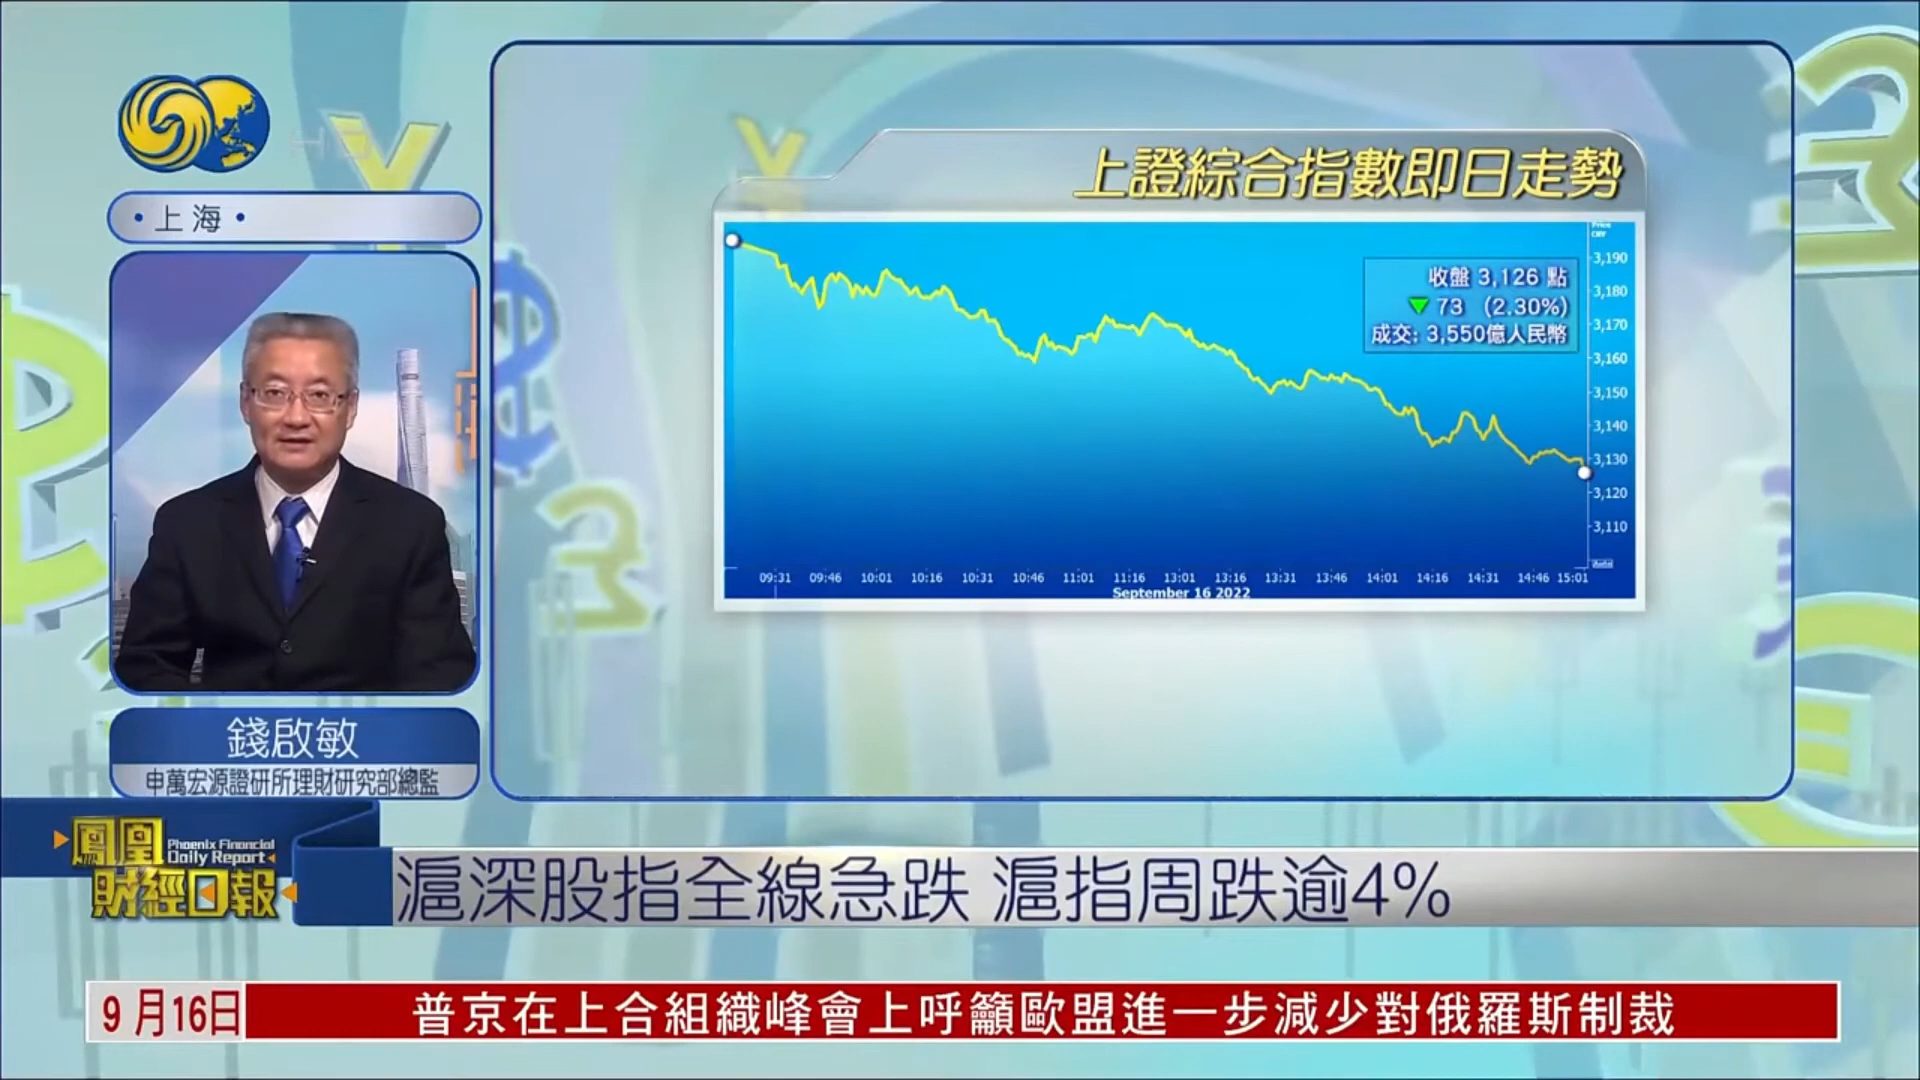 HD
• 上海 •
上證綜合指數即日走勢
Price
CNY
收盤 3,126 點
▼ 73 (2.30%)
成交: 3,550億人民幣
3,190
3,180
3,170
3,160
3,150
3,140
3,130
3,120
3,110
Auto
09:31 09:46 10:01 10:16 10:31 10:46 11:01 11:16 13:01 13:16 13:31 13:46 14:01 14:16 14:31 14:46 15:01
September 16 2022
錢啟敏
申萬宏源證研所理財研究部總監
鳳凰
Phoenix Financial
Daily Report
財經日報
滬深股指全線急跌 滬指周跌逾4%
9月16日
普京在上合組織峰會上呼籲歐盟進一步減少對俄羅斯制裁